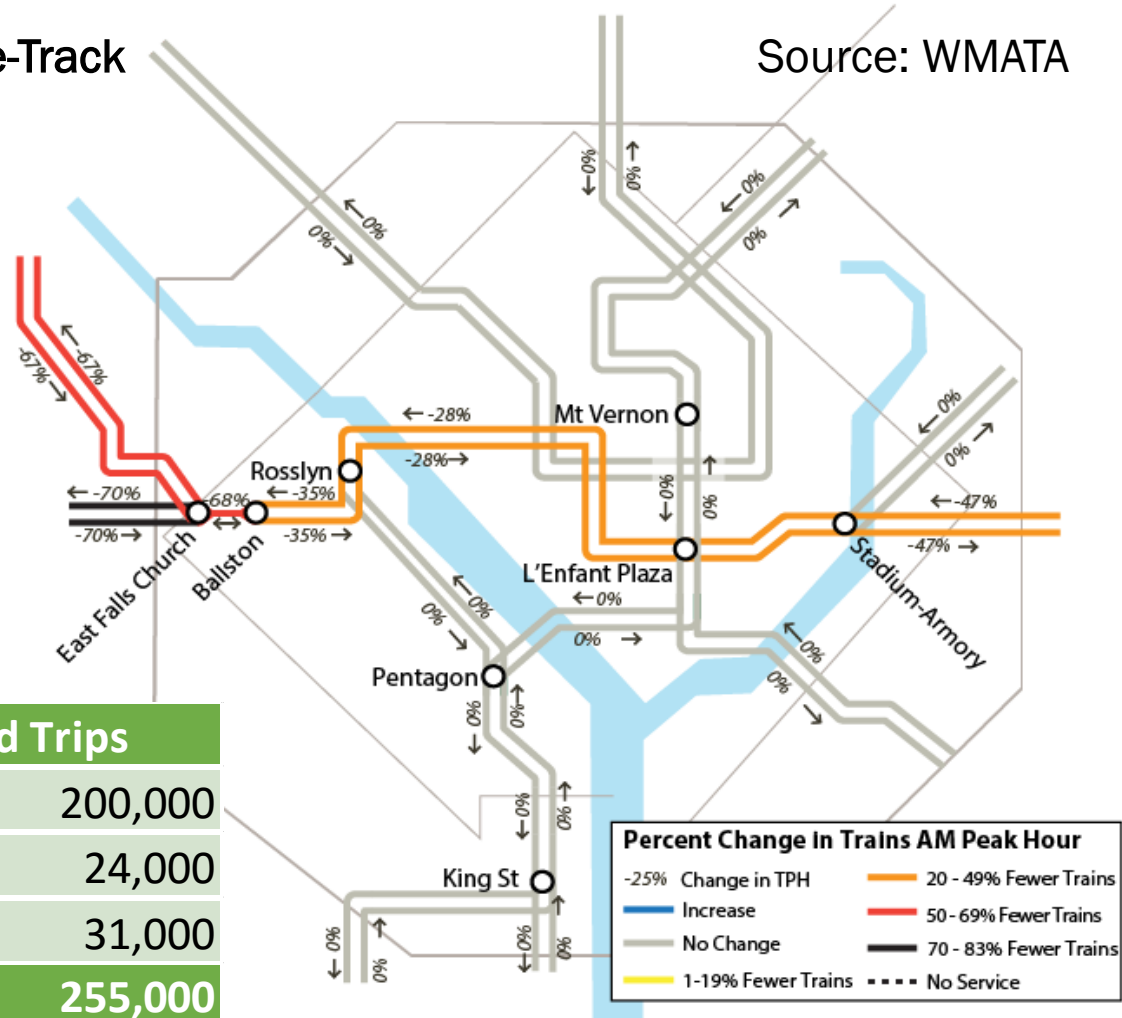 e-Track
Source: WMATA
←0%
0% →
←0%
0% →
←0%
0% →
←0%
0% →
←-67%
-67% →
← -28%
-28%→
Mt Vernon
←0%
0% →
Rosslyn
← -70%
-70% →
-68%
↔
← -35%
-35% →
East Falls Church
Ballston
←0%
0% →
L'Enfant Plaza
← -47%
-47% →
Stadium-Armory
←0%
0% →
←0%
0% →
←0%
0% →
Pentagon
←0%
0% →
←0%
0% →
King St
←0%
0% →
←0%
0% →
d Trips
200,000
24,000
31,000
255,000
Percent Change in Trains AM Peak Hour
-25% Change in TPH
Increase
No Change
1-19% Fewer Trains
20 - 49% Fewer Trains
50 - 69% Fewer Trains
70 - 83% Fewer Trains
No Service